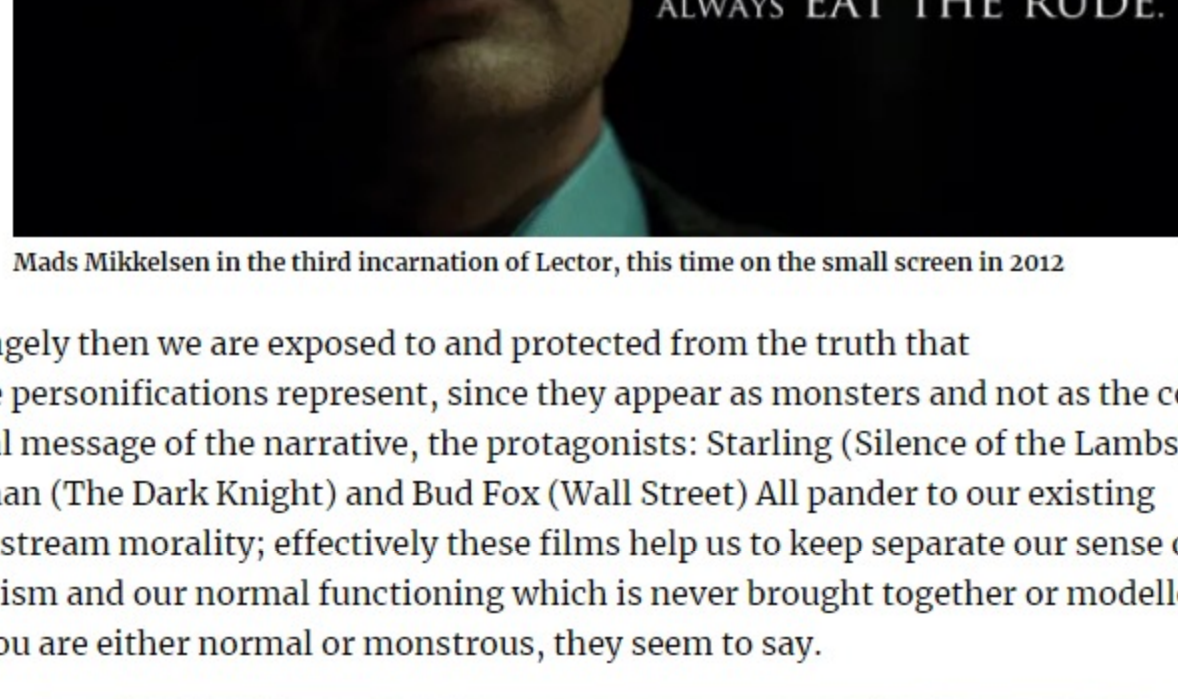 ALWAYS EAT THE RUDE.
Mads Mikkelsen in the third incarnation of Lector, this time on the small screen in 2012
then we are exposed to and protected from the truth that
personifications represent, since they appear as monsters and not as the
message of the narrative, the protagonists: Starling (Silence of the Lambs
(The Dark Knight) and Bud Fox (Wall Street) All pander to our existing
stream morality; effectively these films help us to keep separate our sense
and our normal functioning which is never brought together or
are either normal or monstrous, they seem to say.